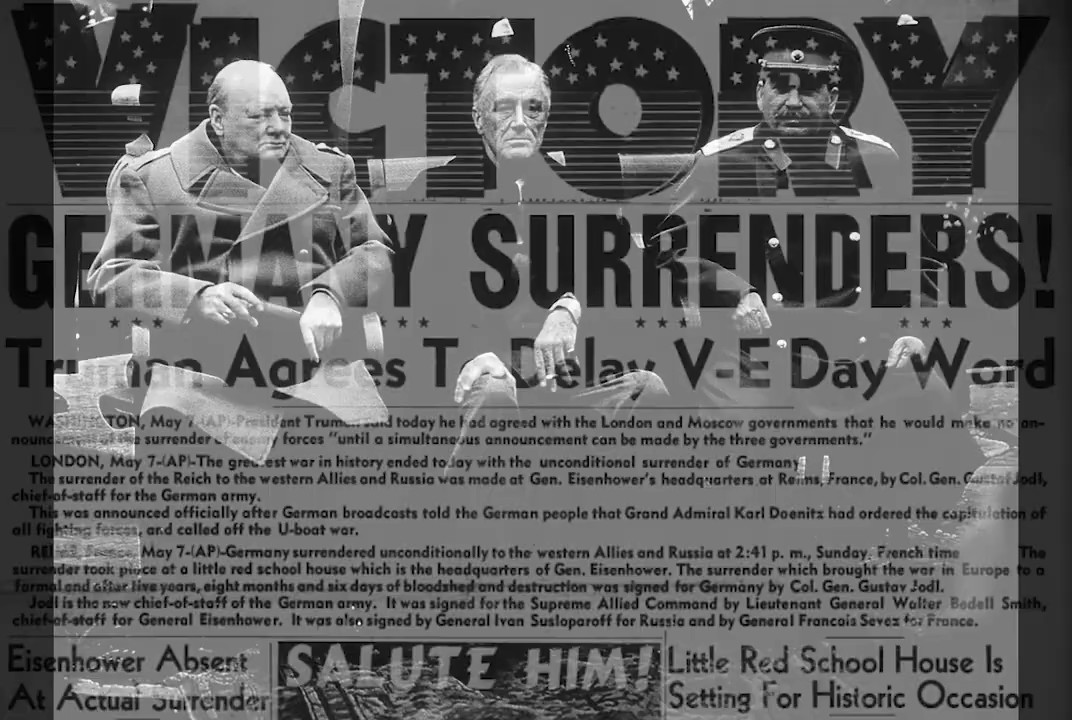 VICTORY
GERMANY SURRENDERS!
Truman Agrees To Delay V-E Day Word
WASHINGTON, May 7-(AP)-President Truman said today he had agreed with the London and Moscow governments that he would make no an-
nouncement of the surrender of enemy forces "until a simultaneous announcement can be made by the three governments."
LONDON, May 7-(AP)-The greatest war in history ended today with the unconditional surrender of Germany.
The surrender of the Reich to the western Allies and Russia was made at Gen. Eisenhower's headquarters at Reims, France, by Col. Gen. Gustaf Jodl,
chief-of-staff for the German army.
This was announced officially after German broadcasts told the German people that Grand Admiral Karl Doenitz had ordered the capitulation of
all fighting forces, and called off the U-boat war.
REIMS, France, May 7-(AP)-Germany surrendered unconditionally to the western Allies and Russia at 2:41 p. m., Sunday, French time The
surrender took place at a little red school house which is the headquarters of Gen. Eisenhower. The surrender which brought the war in Europe to a
formal end after five years, eight months and six days of bloodshed and destruction was signed for Germany by Col. Gen. Gustav Jodl.
Jodl is the new chief-of-staff of the German army. It was signed for the Supreme Allied Command by Lieutenant General Walter Bedell Smith,
chief-of-staff for General Eisenhower. It was also signed by General Ivan Susloparoff for Russia and by General Francois Sevez for France.
Eisenhower Absent
At Actual Surrender
SALUTE HIM!
Little Red School House Is
Setting For Historic Occasion